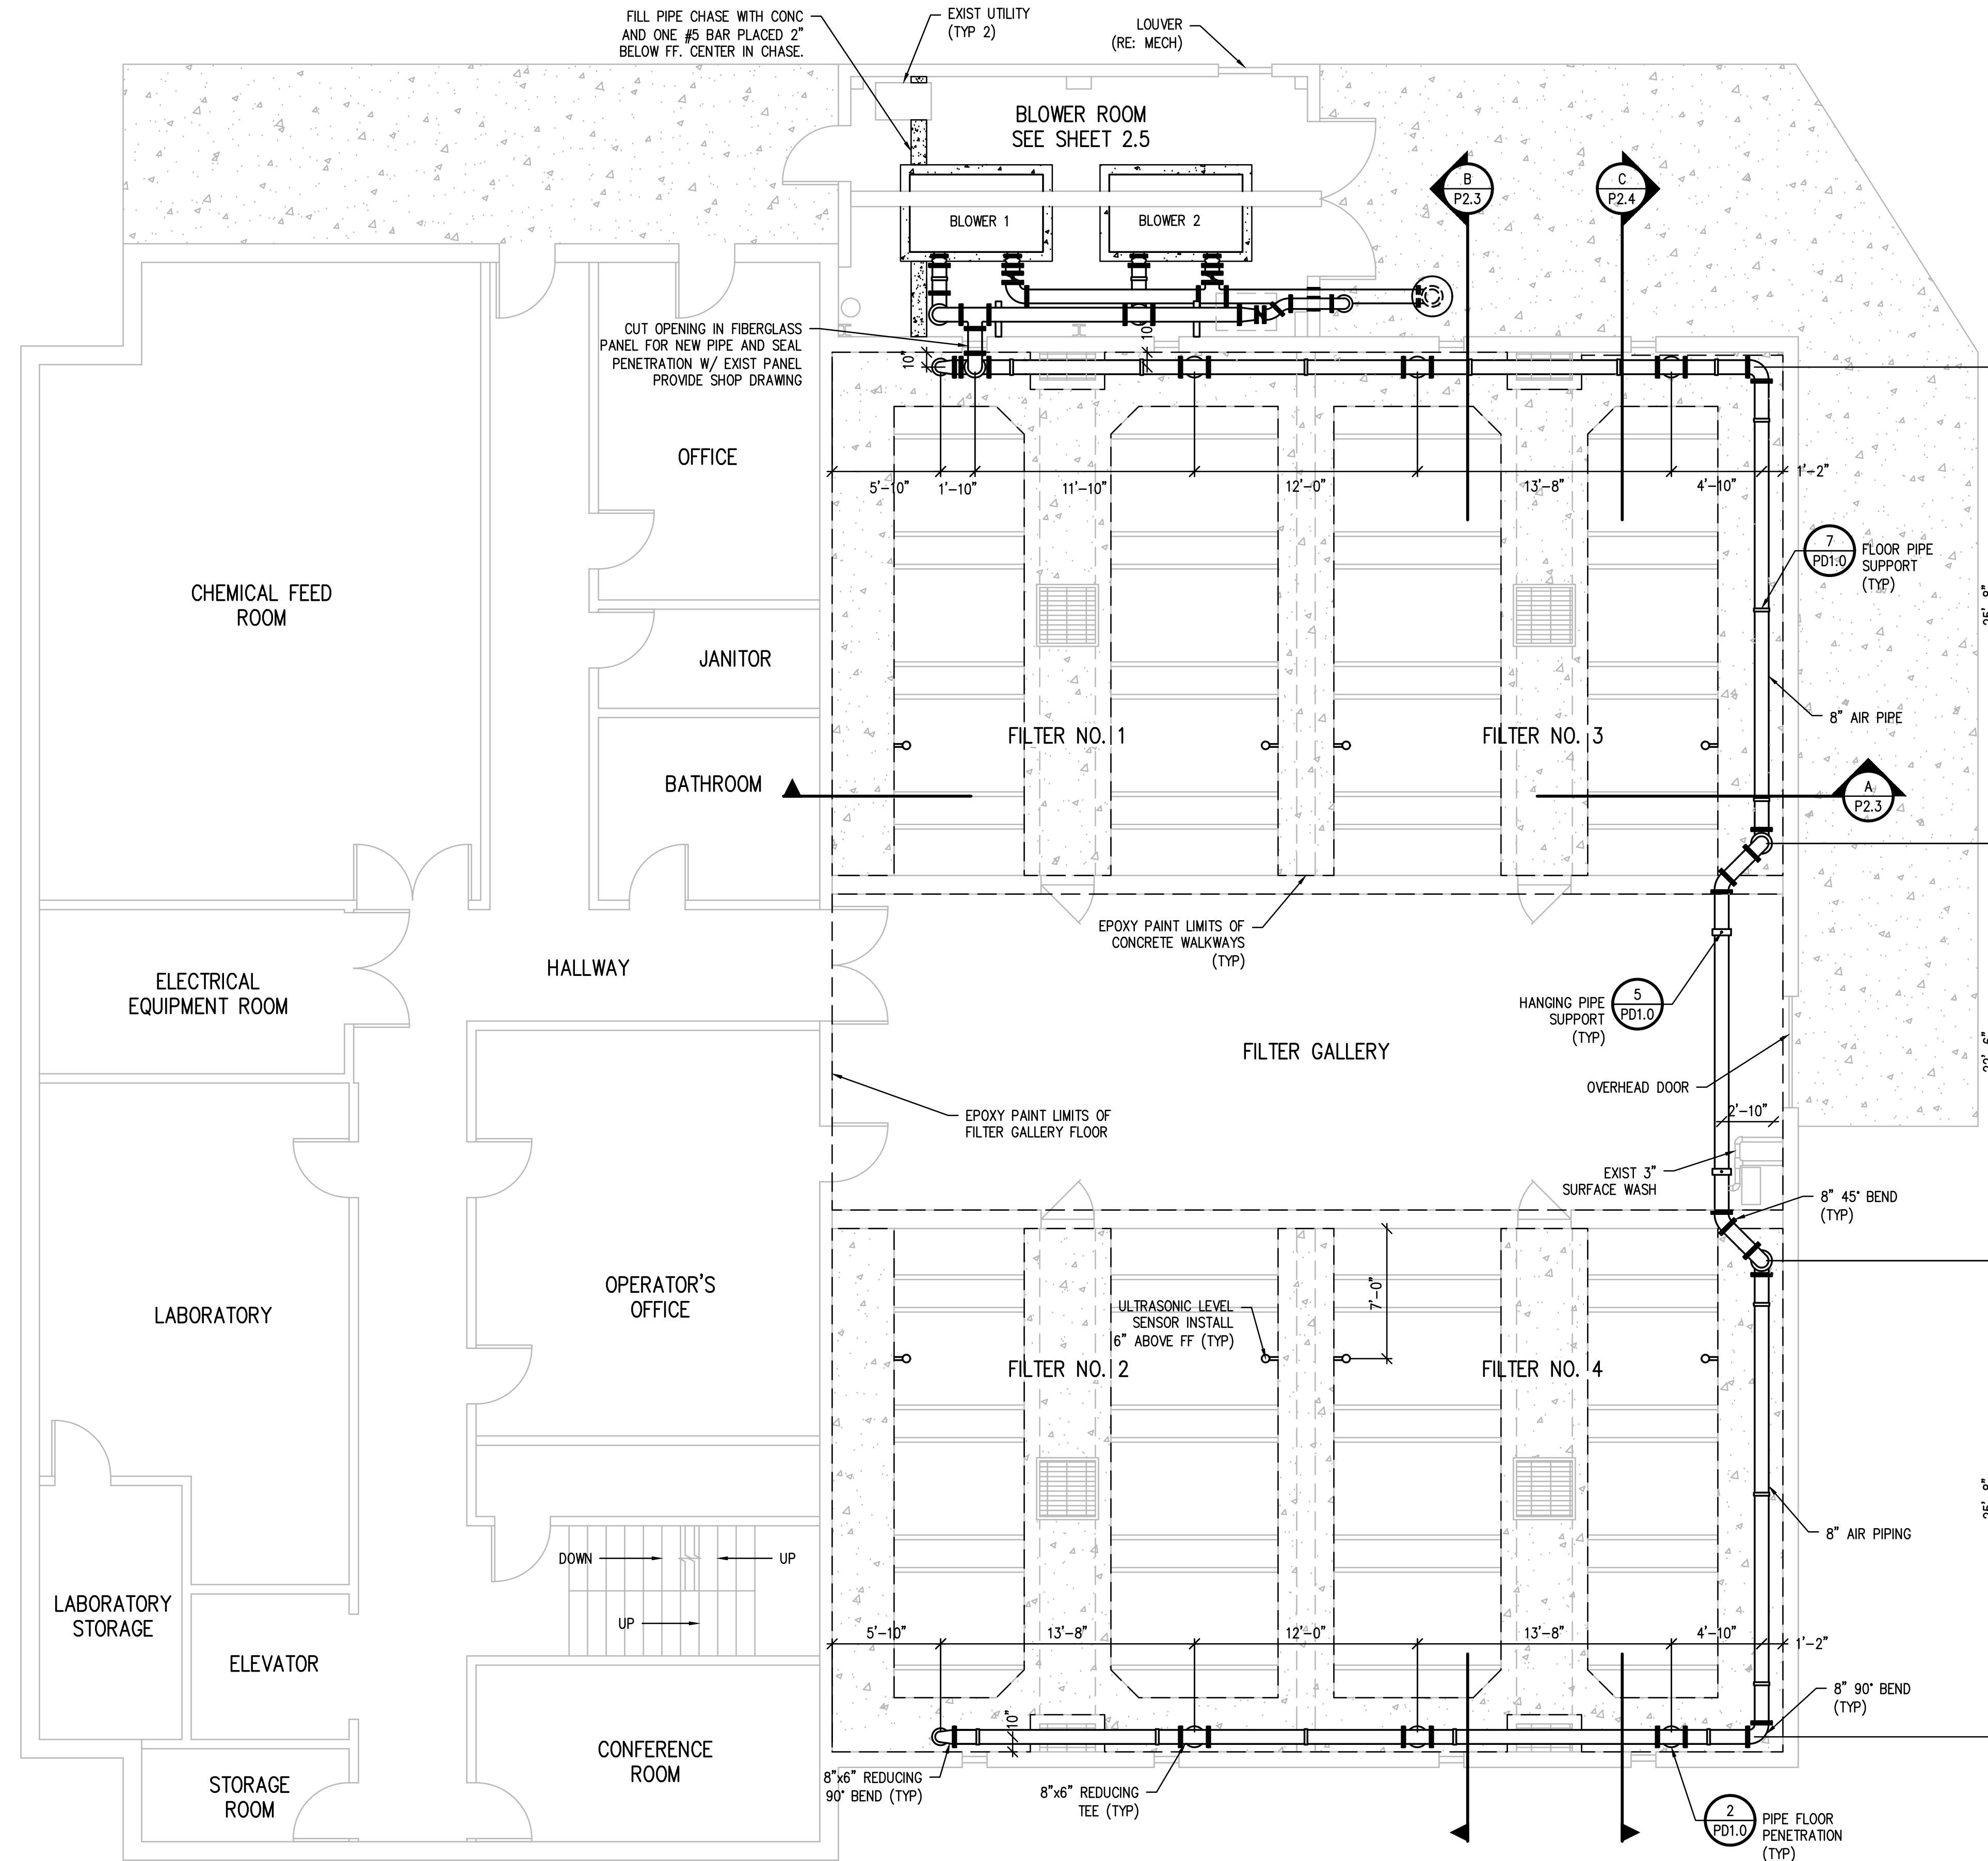 FILL PIPE CHASE WITH CONC
AND ONE #5 BAR PLACED 2"
BELOW FF. CENTER IN CHASE.
EXIST UTILITY
(TYP 2)
LOUVER
(RE: MECH)
BLOWER ROOM
SEE SHEET 2.5
BLOWER 1
BLOWER 2
B
P2.3
C
P2.4
CUT OPENING IN FIBERGLASS
PANEL FOR NEW PIPE AND SEAL
PENETRATION W/ EXIST PANEL
PROVIDE SHOP DRAWING
10"
10"
OFFICE
5'-10"
1'-10"
11'-10"
12'-0"
13'-8"
4'-10"
1'-2"
7
PD1.0
FLOOR PIPE
SUPPORT
(TYP)
25'-8"
CHEMICAL FEED
ROOM
JANITOR
8" AIR PIPE
FILTER NO. 1
FILTER NO. 3
BATHROOM
A
P2.3
EPOXY PAINT LIMITS OF
CONCRETE WALKWAYS
(TYP)
HALLWAY
ELECTRICAL
EQUIPMENT ROOM
5
PD1.0
HANGING PIPE
SUPPORT
(TYP)
FILTER GALLERY
22'-6"
OVERHEAD DOOR
EPOXY PAINT LIMITS OF
FILTER GALLERY FLOOR
2'-10"
EXIST 3"
SURFACE WASH
8" 45° BEND
(TYP)
OPERATOR'S
OFFICE
LABORATORY
ULTRASONIC LEVEL
SENSOR INSTALL
6" ABOVE FF (TYP)
7'-0"
FILTER NO. 2
FILTER NO. 4
25'-8"
8" AIR PIPING
DOWN
UP
UP
LABORATORY
STORAGE
ELEVATOR
5'-10"
13'-8"
12'-0"
13'-8"
4'-10"
1'-2"
8" 90° BEND
(TYP)
10"
CONFERENCE
ROOM
STORAGE
ROOM
8"x6" REDUCING
90° BEND (TYP)
8"x6" REDUCING
TEE (TYP)
2
PD1.0
PIPE FLOOR
PENETRATION
(TYP)